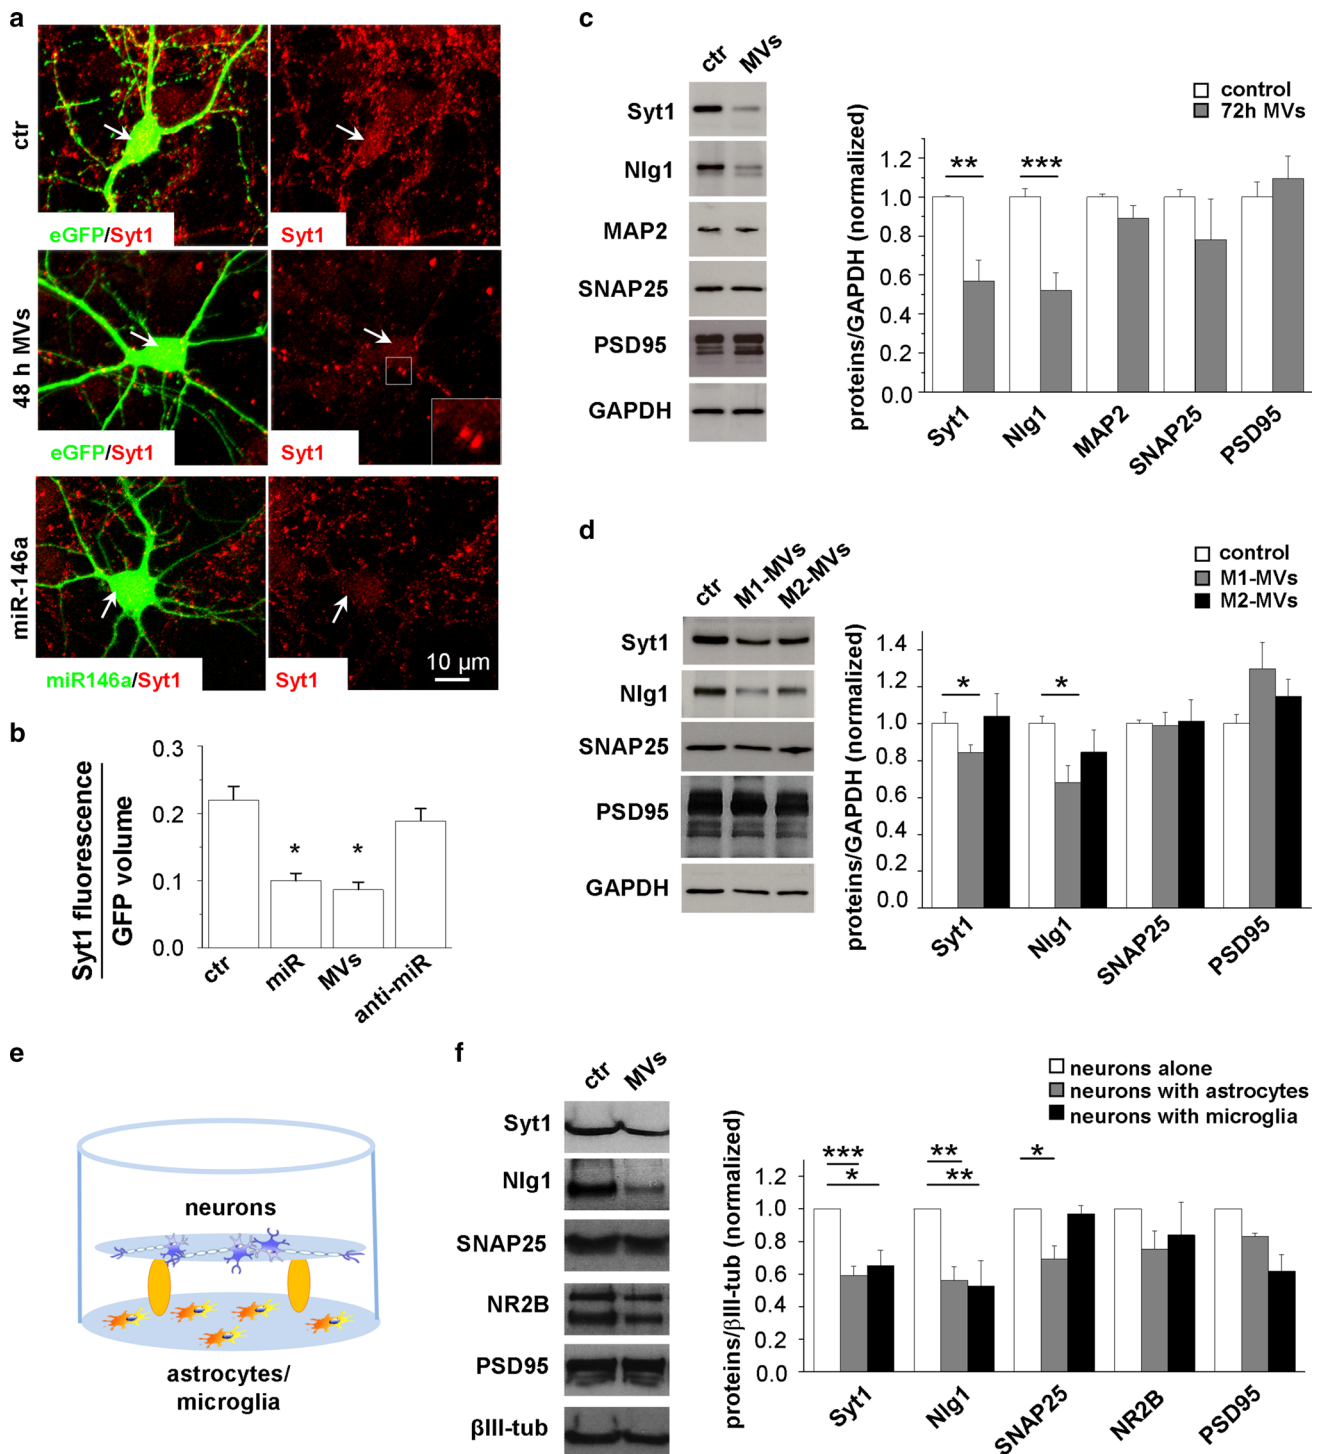 a
ctr
eGFP/Syt1
Syt1
48 h MVs
eGFP/Syt1
Syt1
miR-146a
miR146a/Syt1
Syt1
10 µm
b
Syt1 fluorescence
GFP volume
0.3
0.2
0.1
0.0
* *
ctr
miR
MVs
anti-miR
c
ctr
MVs
Syt1
Nlg1
MAP2
SNAP25
PSD95
GAPDH
control
72h MVs
proteins/GAPDH (normalized)
1.2
1.0
0.8
0.6
0.4
0.2
0.0
** ***
Syt1
Nlg1
MAP2
SNAP25
PSD95
d
ctr
M1-MVs
M2-MVs
Syt1
Nlg1
SNAP25
PSD95
GAPDH
control
M1-MVs
M2-MVs
proteins/GAPDH (normalized)
1.4
1.2
1.0
0.8
0.6
0.4
0.2
0
* *
Syt1
Nlg1
SNAP25
PSD95
e
neurons
astrocytes/
microglia
f
ctr
MVs
Syt1
Nlg1
SNAP25
NR2B
PSD95
βIII-tub
neurons alone
neurons with astrocytes
neurons with microglia
proteins/βIII-tub (normalized)
1.2
1.0
0.8
0.6
0.4
0.2
0.0
*** ** *
* **
Syt1
Nlg1
SNAP25
NR2B
PSD95